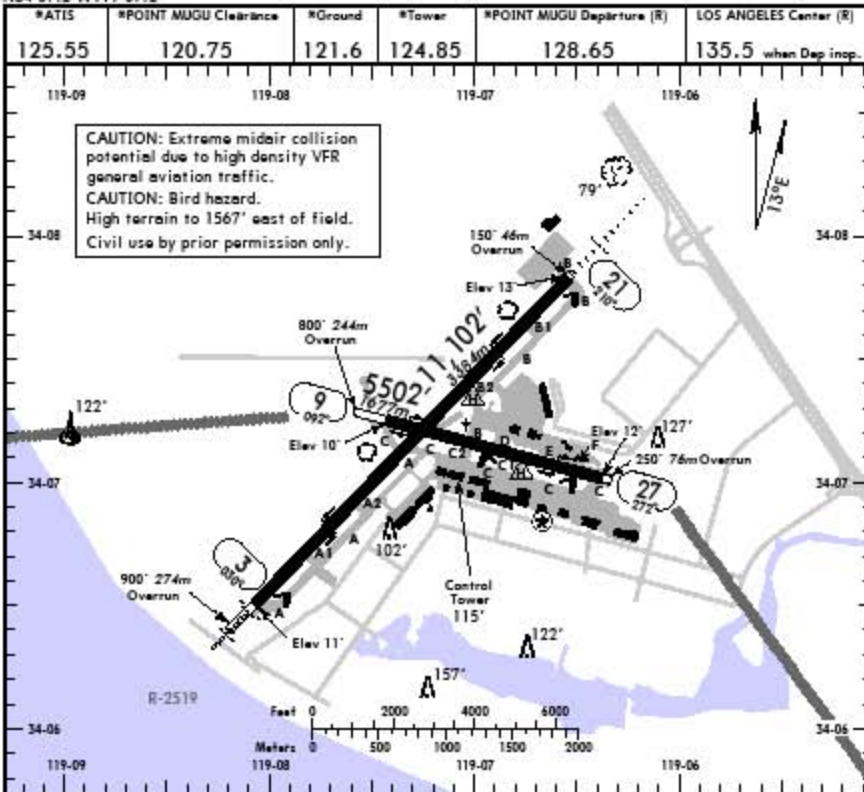 *ATIS
*POINT MUGU Clearance
*Ground
*Tower
*POINT MUGU Departure (R)
LOS ANGELES Center (R)
125.55
120.75
121.6
124.85
128.65
135.5 when Dep inop.
119-09
119-08
119-07
119-06
CAUTION: Extreme midair collision
potential due to high density VFR
general aviation traffic.
CAUTION: Bird hazard.
High terrain to 1567' east of field.
Civil use by prior permission only.
79'
13°E
34-08
34-08
150' 46m
Overrun
B
Elev 13'
21
210°
B
B1
B
800' 244m
Overrun
11,102'
3384m
5502'
1677m
B2
9
092°
122'
Elev 10'
C
B
D
E
F
Elev 12'
127'
C
C2
C
C
C
C
250' 76m Overrun
34-07
34-07
27
272°
A
A2
A
102'
A1
3
030°
900' 274m
Overrun
A
Control
Tower
115'
Elev 11'
122'
157'
R-2519
Feet 0 2000 4000 6000
Meters 0 500 1000 1500 2000
34-06
34-06
119-09
119-08
119-07
119-06